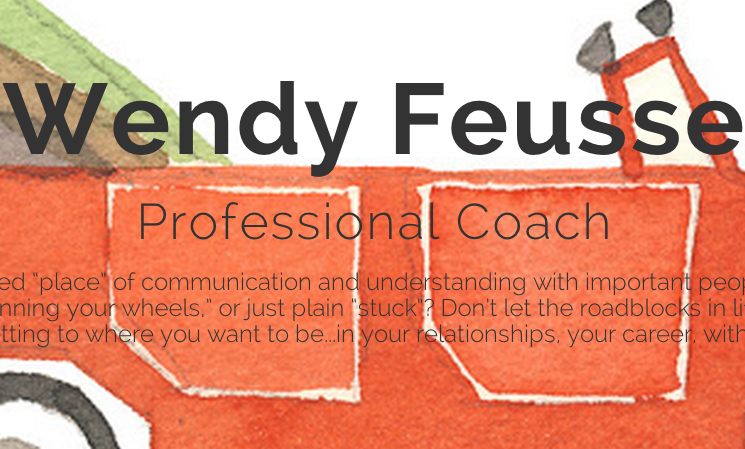 Wendy Feusse
Professional Coach
ed “place” of communication and understanding with important peop
nning your wheels,” or just plain “stuck”? Don’t let the roadblocks in li
tting to where you want to be...in your relationships, your career, with